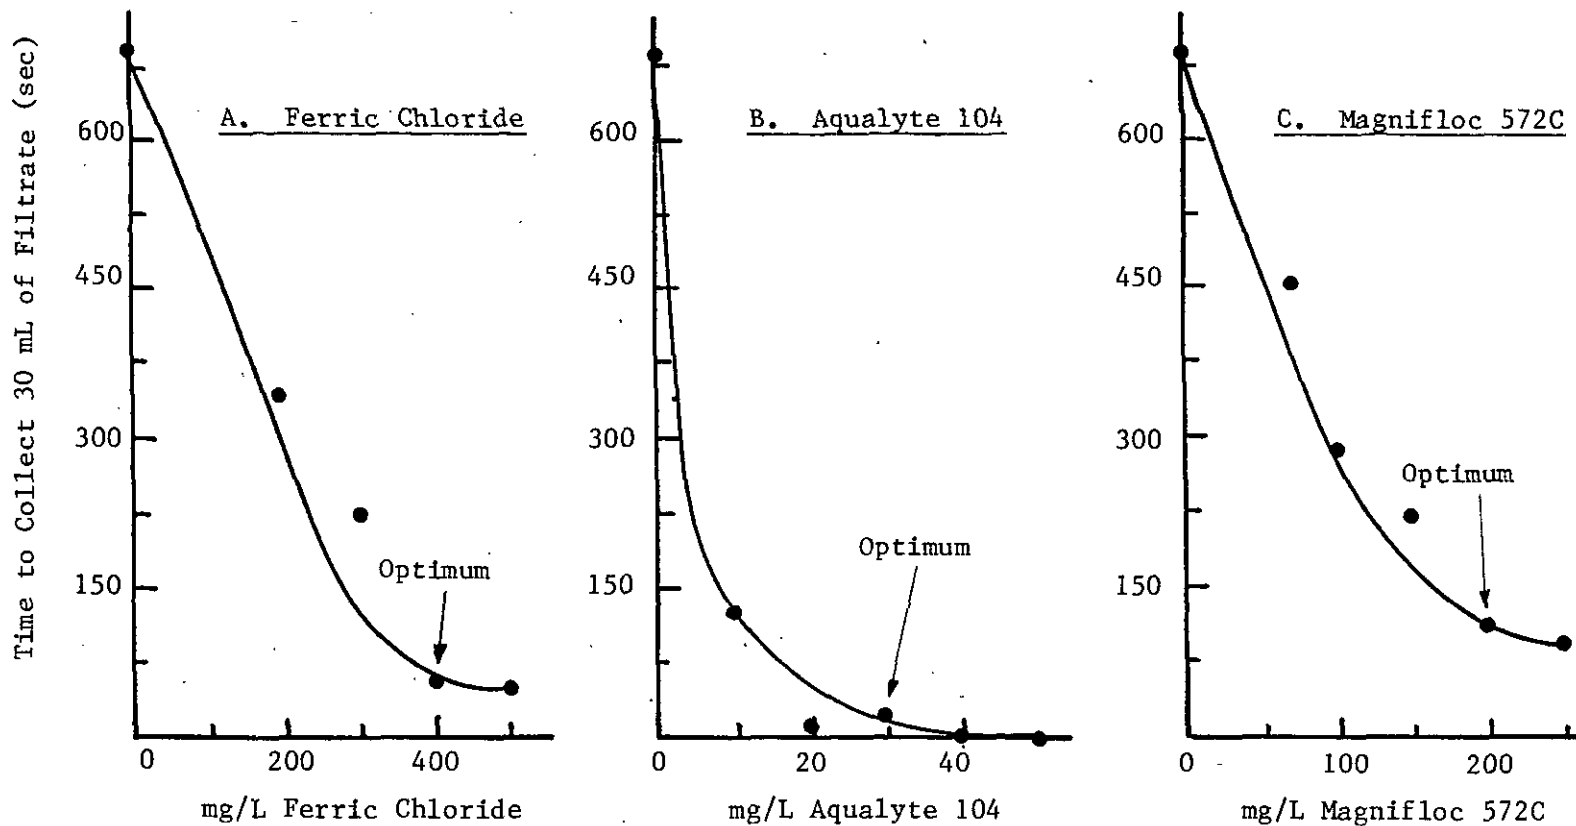 Time to Collect 30 mL of Filtrate (sec)
A. Ferric Chloride
600
450
300
150
Optimum
0 200 400
mg/L Ferric Chloride
B. Aqualyte 104
600
450
300
150
Optimum
0 20 40
mg/L Aqualyte 104
C. Magnifloc 572C
600
450
300
150
Optimum
0 100 200
mg/L Magnifloc 572C